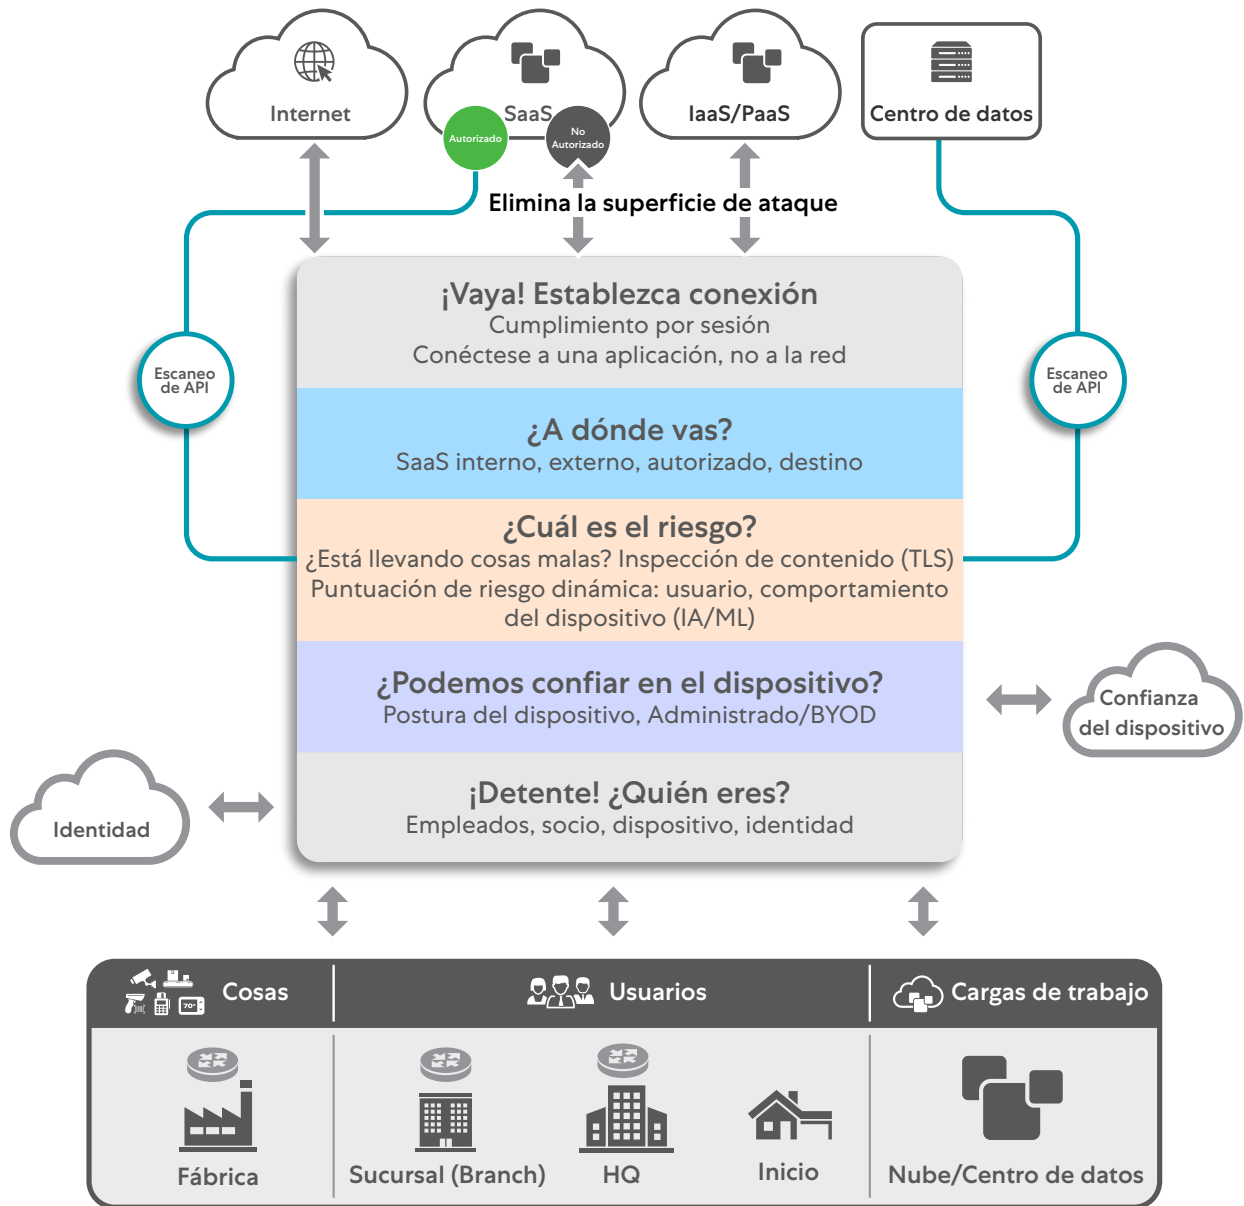 Internet
SaaS
IaaS/PaaS
Centro de datos
Autorizado
No
Autorizado
Elimina la superficie de ataque
¡Vaya! Establezca conexión
Cumplimiento por sesión
Conéctese a una aplicación, no a la red
Escaneo
de API
Escaneo
de API
¿A dónde vas?
SaaS interno, externo, autorizado, destino
¿Cuál es el riesgo?
¿Está llevando cosas malas? Inspección de contenido (TLS)
Puntuación de riesgo dinámica: usuario, comportamiento
del dispositivo (IA/ML)
¿Podemos confiar en el dispositivo?
Postura del dispositivo, Administrado/BYOD
Confianza
del dispositivo
¡Detente! ¿Quién eres?
Empleados, socio, dispositivo, identidad
Identidad
Cosas
70°
Usuarios
Cargas de trabajo
Fábrica
Sucursal (Branch)
HQ
Inicio
Nube/Centro de datos